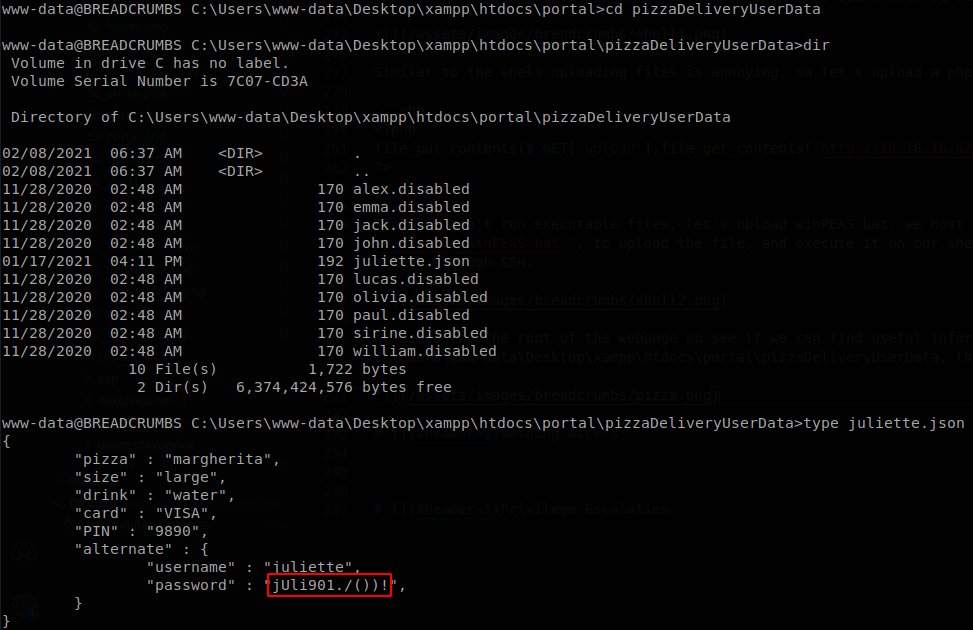 www-data@BREADCRUMBS C:\Users\www-data\Desktop\xampp\htdocs\portal>cd pizzaDeliveryUserData
www-data@BREADCRUMBS C:\Users\www-data\Desktop\xampp\htdocs\portal\pizzaDeliveryUserData>dir
 Volume in drive C has no label.
 Volume Serial Number is 7C07-CD3A
 Directory of C:\Users\www-data\Desktop\xampp\htdocs\portal\pizzaDeliveryUserData
02/08/2021  06:37 AM    <DIR>          .
02/08/2021  06:37 AM    <DIR>          ..
11/28/2020  02:48 AM               170 alex.disabled
11/28/2020  02:48 AM               170 emma.disabled
11/28/2020  02:48 AM               170 jack.disabled
11/28/2020  02:48 AM               170 john.disabled
01/17/2021  04:11 PM               192 juliette.json
11/28/2020  02:48 AM               170 lucas.disabled
11/28/2020  02:48 AM               170 olivia.disabled
11/28/2020  02:48 AM               170 paul.disabled
11/28/2020  02:48 AM               170 sirine.disabled
11/28/2020  02:48 AM               170 william.disabled
              10 File(s)          1,722 bytes
               2 Dir(s)   6,374,424,576 bytes free
www-data@BREADCRUMBS C:\Users\www-data\Desktop\xampp\htdocs\portal\pizzaDeliveryUserData>type juliette.json
{
        "pizza" : "margherita",
        "size" : "large",
        "drink" : "water",
        "card" : "VISA",
        "PIN" : "9890",
        "alternate" : {
                "username" : "juliette",
                "password" : "jUli901./())!",
        }
}